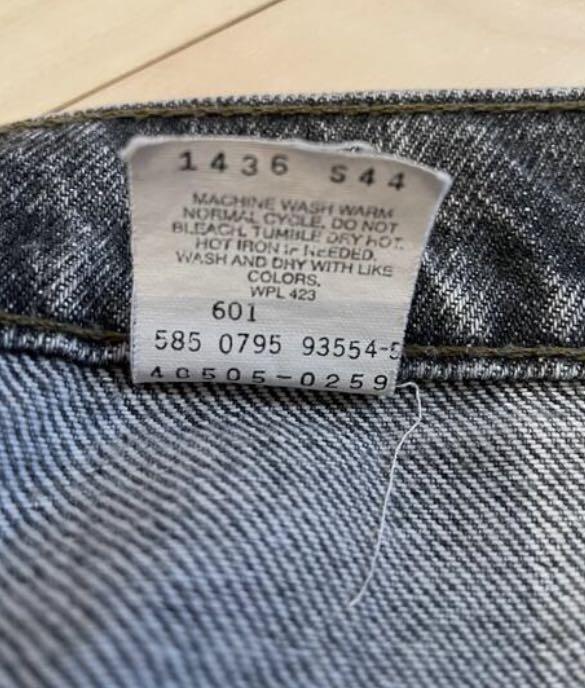 1436 S44
MACHINE WASH WARM
NORMAL CYCLE. DO NOT
BLEACH. TUMBLE DRY HOT.
HOT IRON IF NEEDED.
WASH AND DRY WITH LIKE
COLORS.
WPL 423
601
585 0795 93554-5
40505-0259